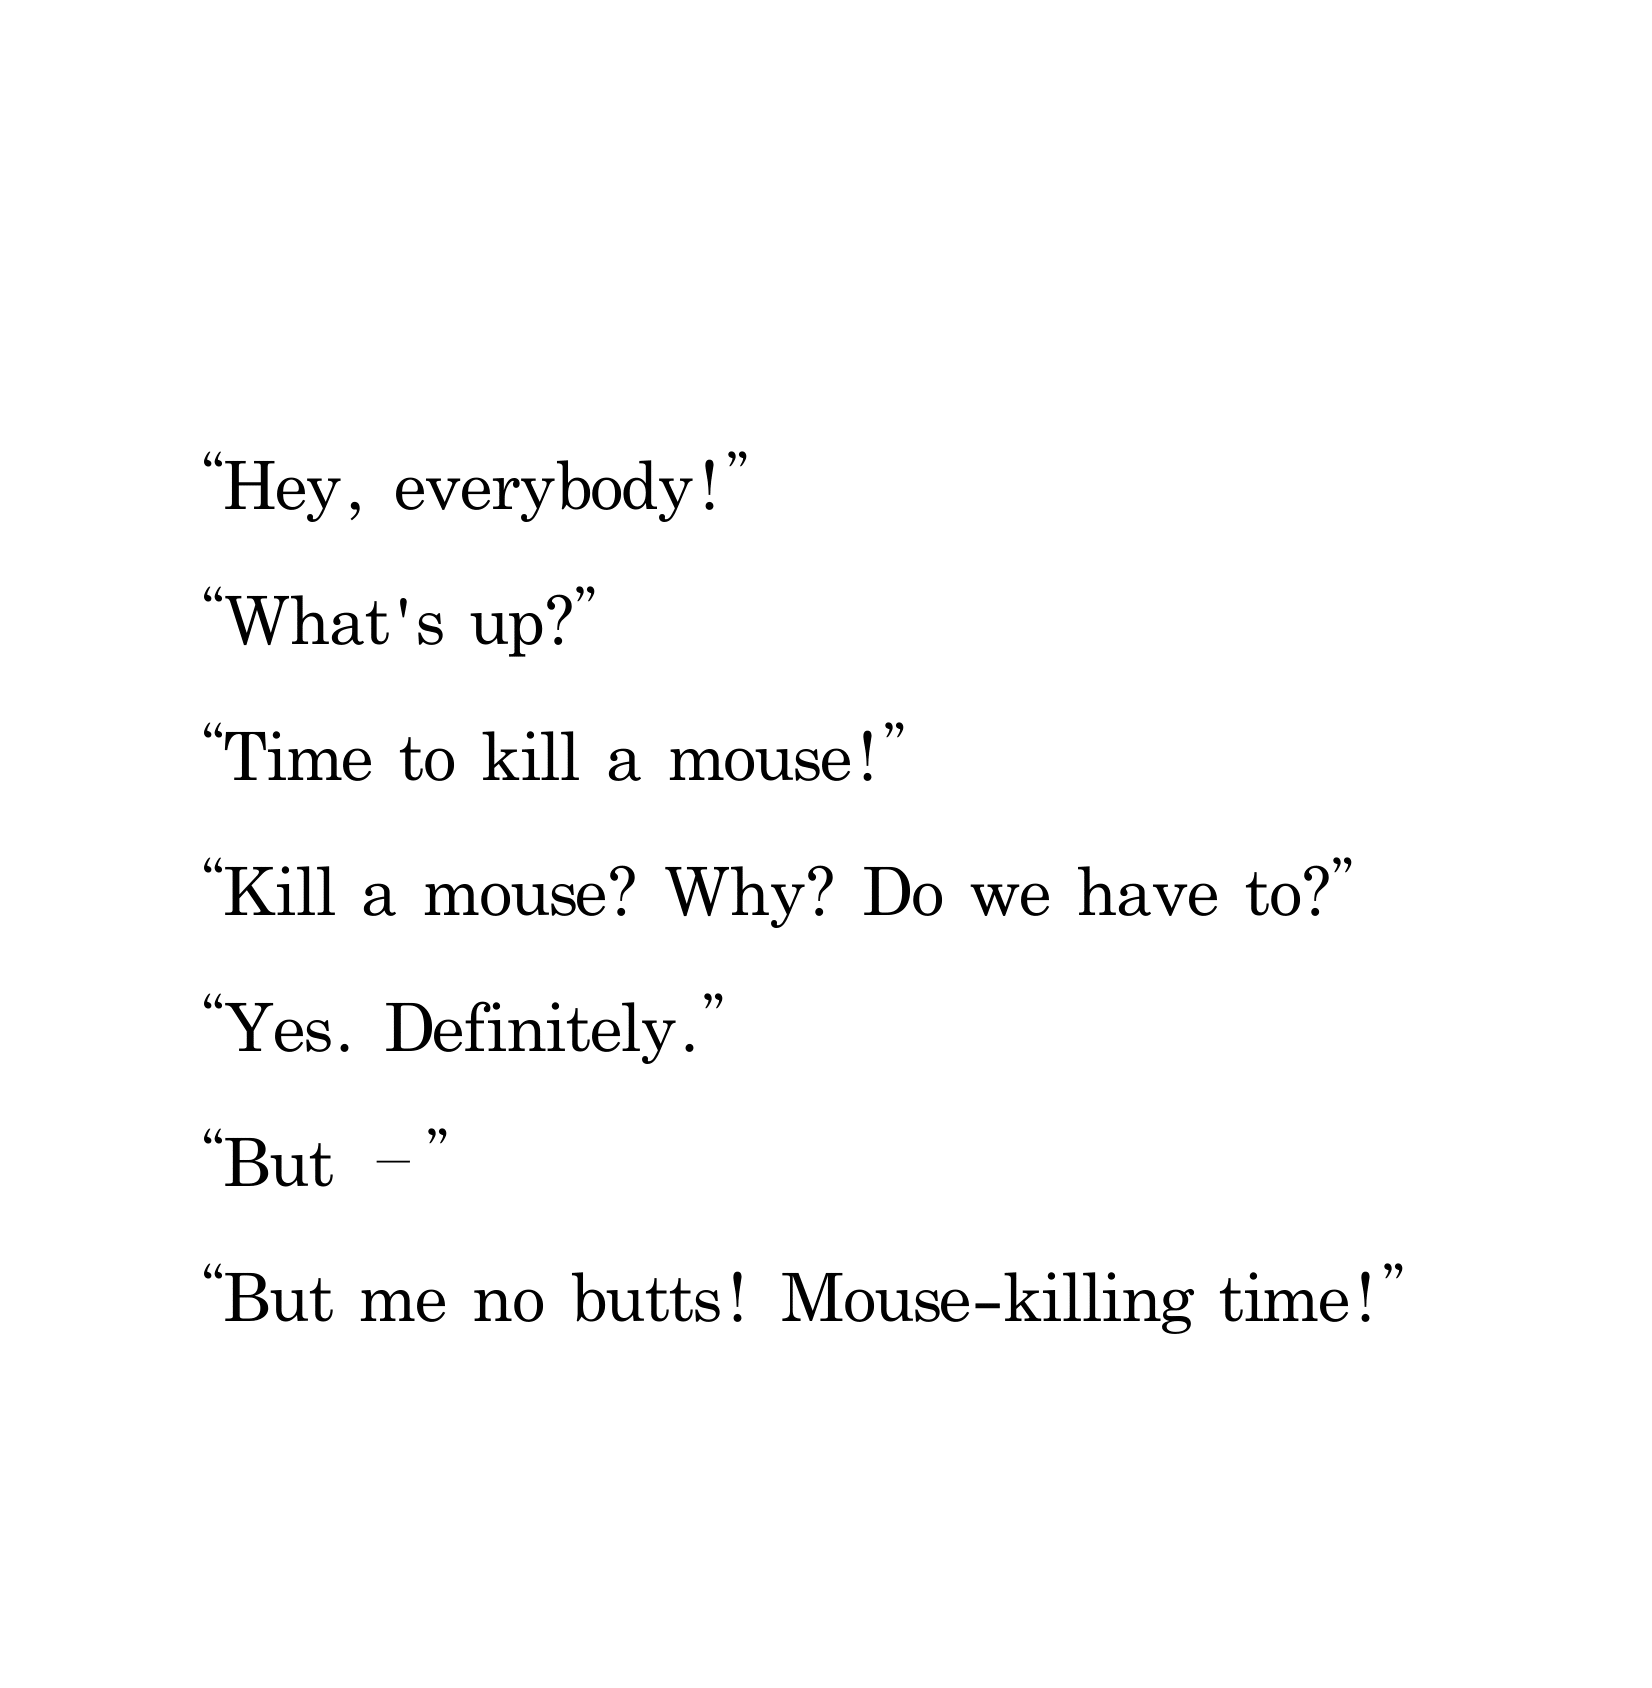 “Hey, everybody!”
“What's up?”
“Time to kill a mouse!”
“Kill a mouse? Why? Do we have to?”
“Yes. Definitely.”
“But –”
“But me no butts! Mouse-killing time!”